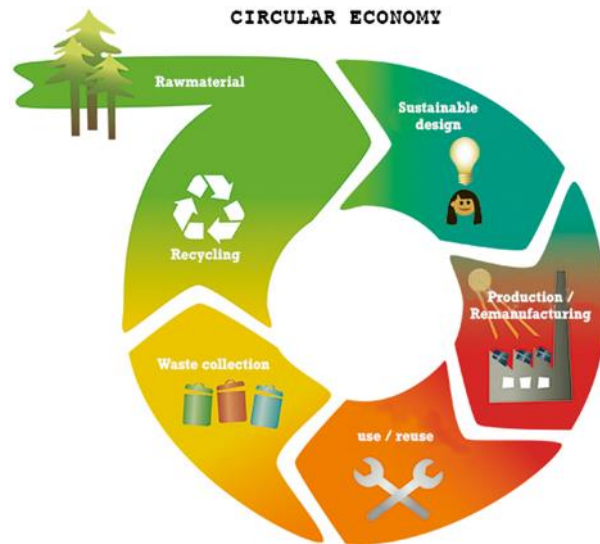 CIRCULAR ECONOMY
Rawmaterial
Sustainable
design
Production /
Remanufacturing
use / reuse
Waste collection
Recycling